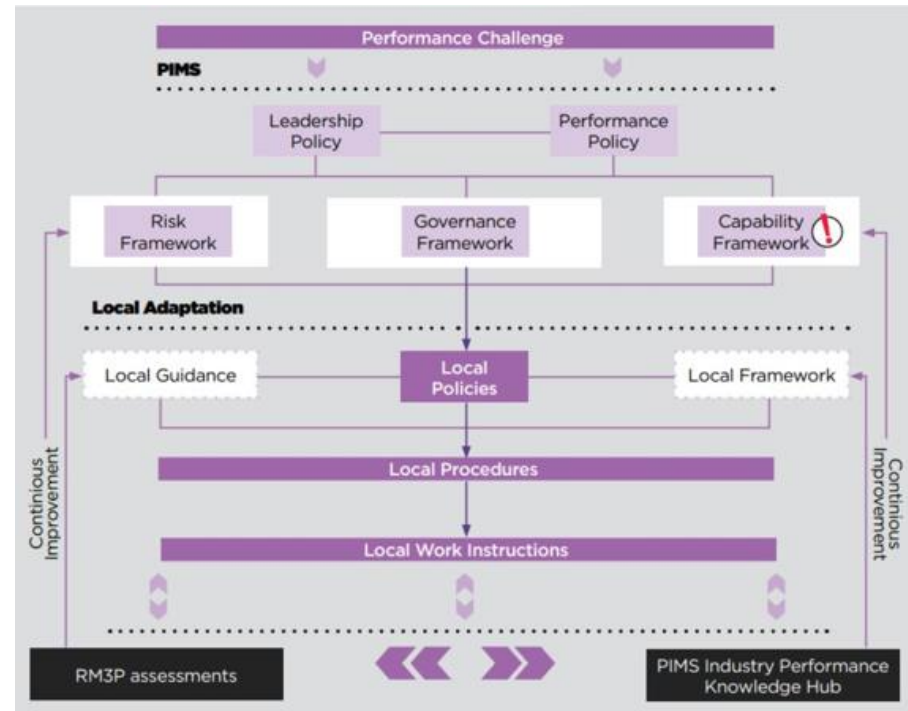 Performance Challenge
PIMS
Leadership
Policy
Performance
Policy
Risk
Framework
Governance
Framework
Capability
Framework
!
Local Adaptation
Local Guidance
Local
Policies
Local Framework
Continious
Improvement
Continious
Improvement
Local Procedures
Local Work Instructions
RM3P assessments
PIMS Industry Performance
Knowledge Hub